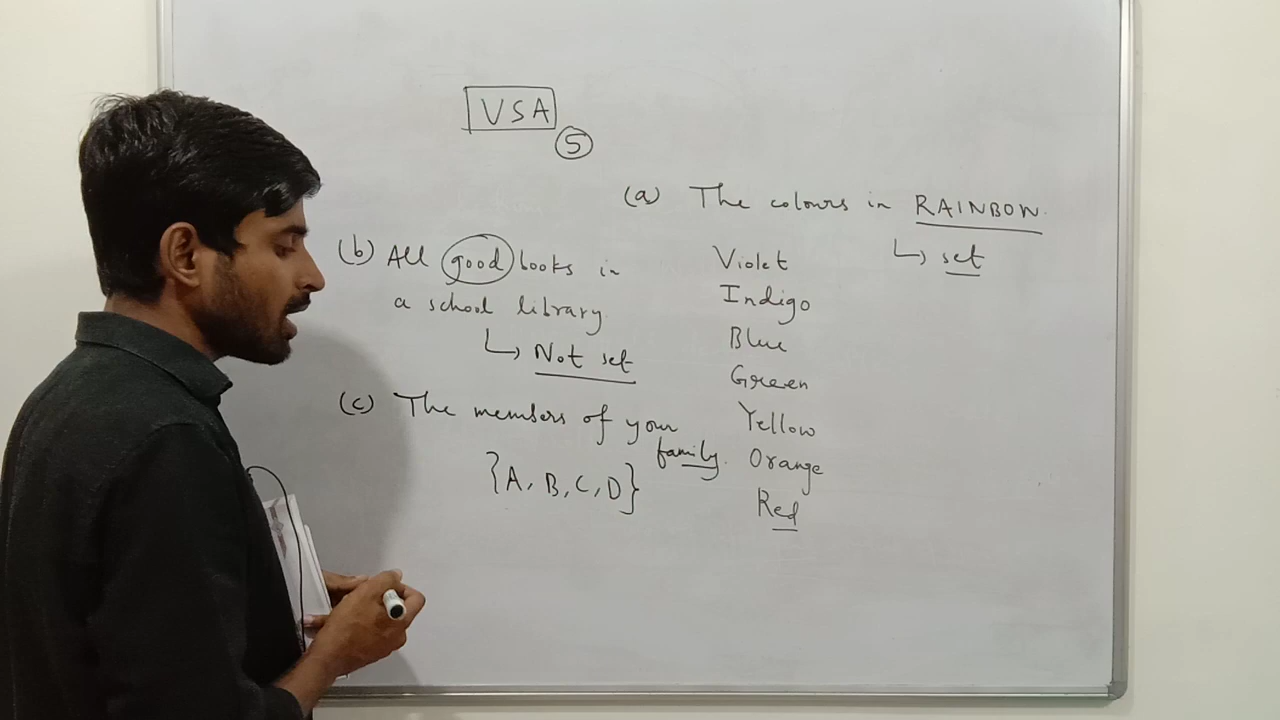 VSA
5
(a) The colours in RAINBOW.
↳ set
Violet
Indigo
Blue
Green
Yellow
Orange
Red
(b) All good books in
a school library.
↳ Not set
(c) The members of your
family.
{A, B, C, D}